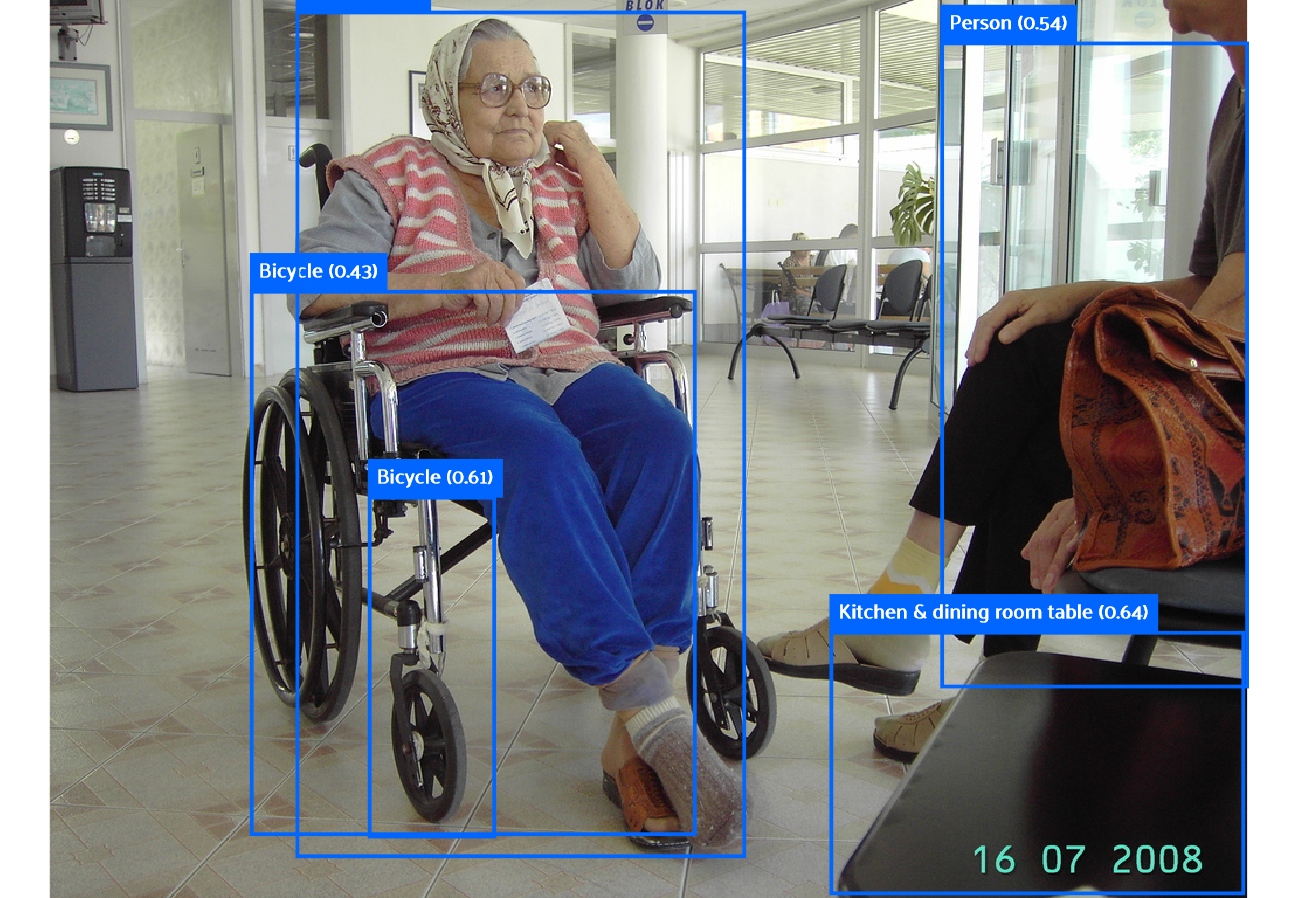 BLOK
Person (0.54)
Bicycle (0.43)
Bicycle (0.61)
Kitchen & dining room table (0.64)
16 07 2008